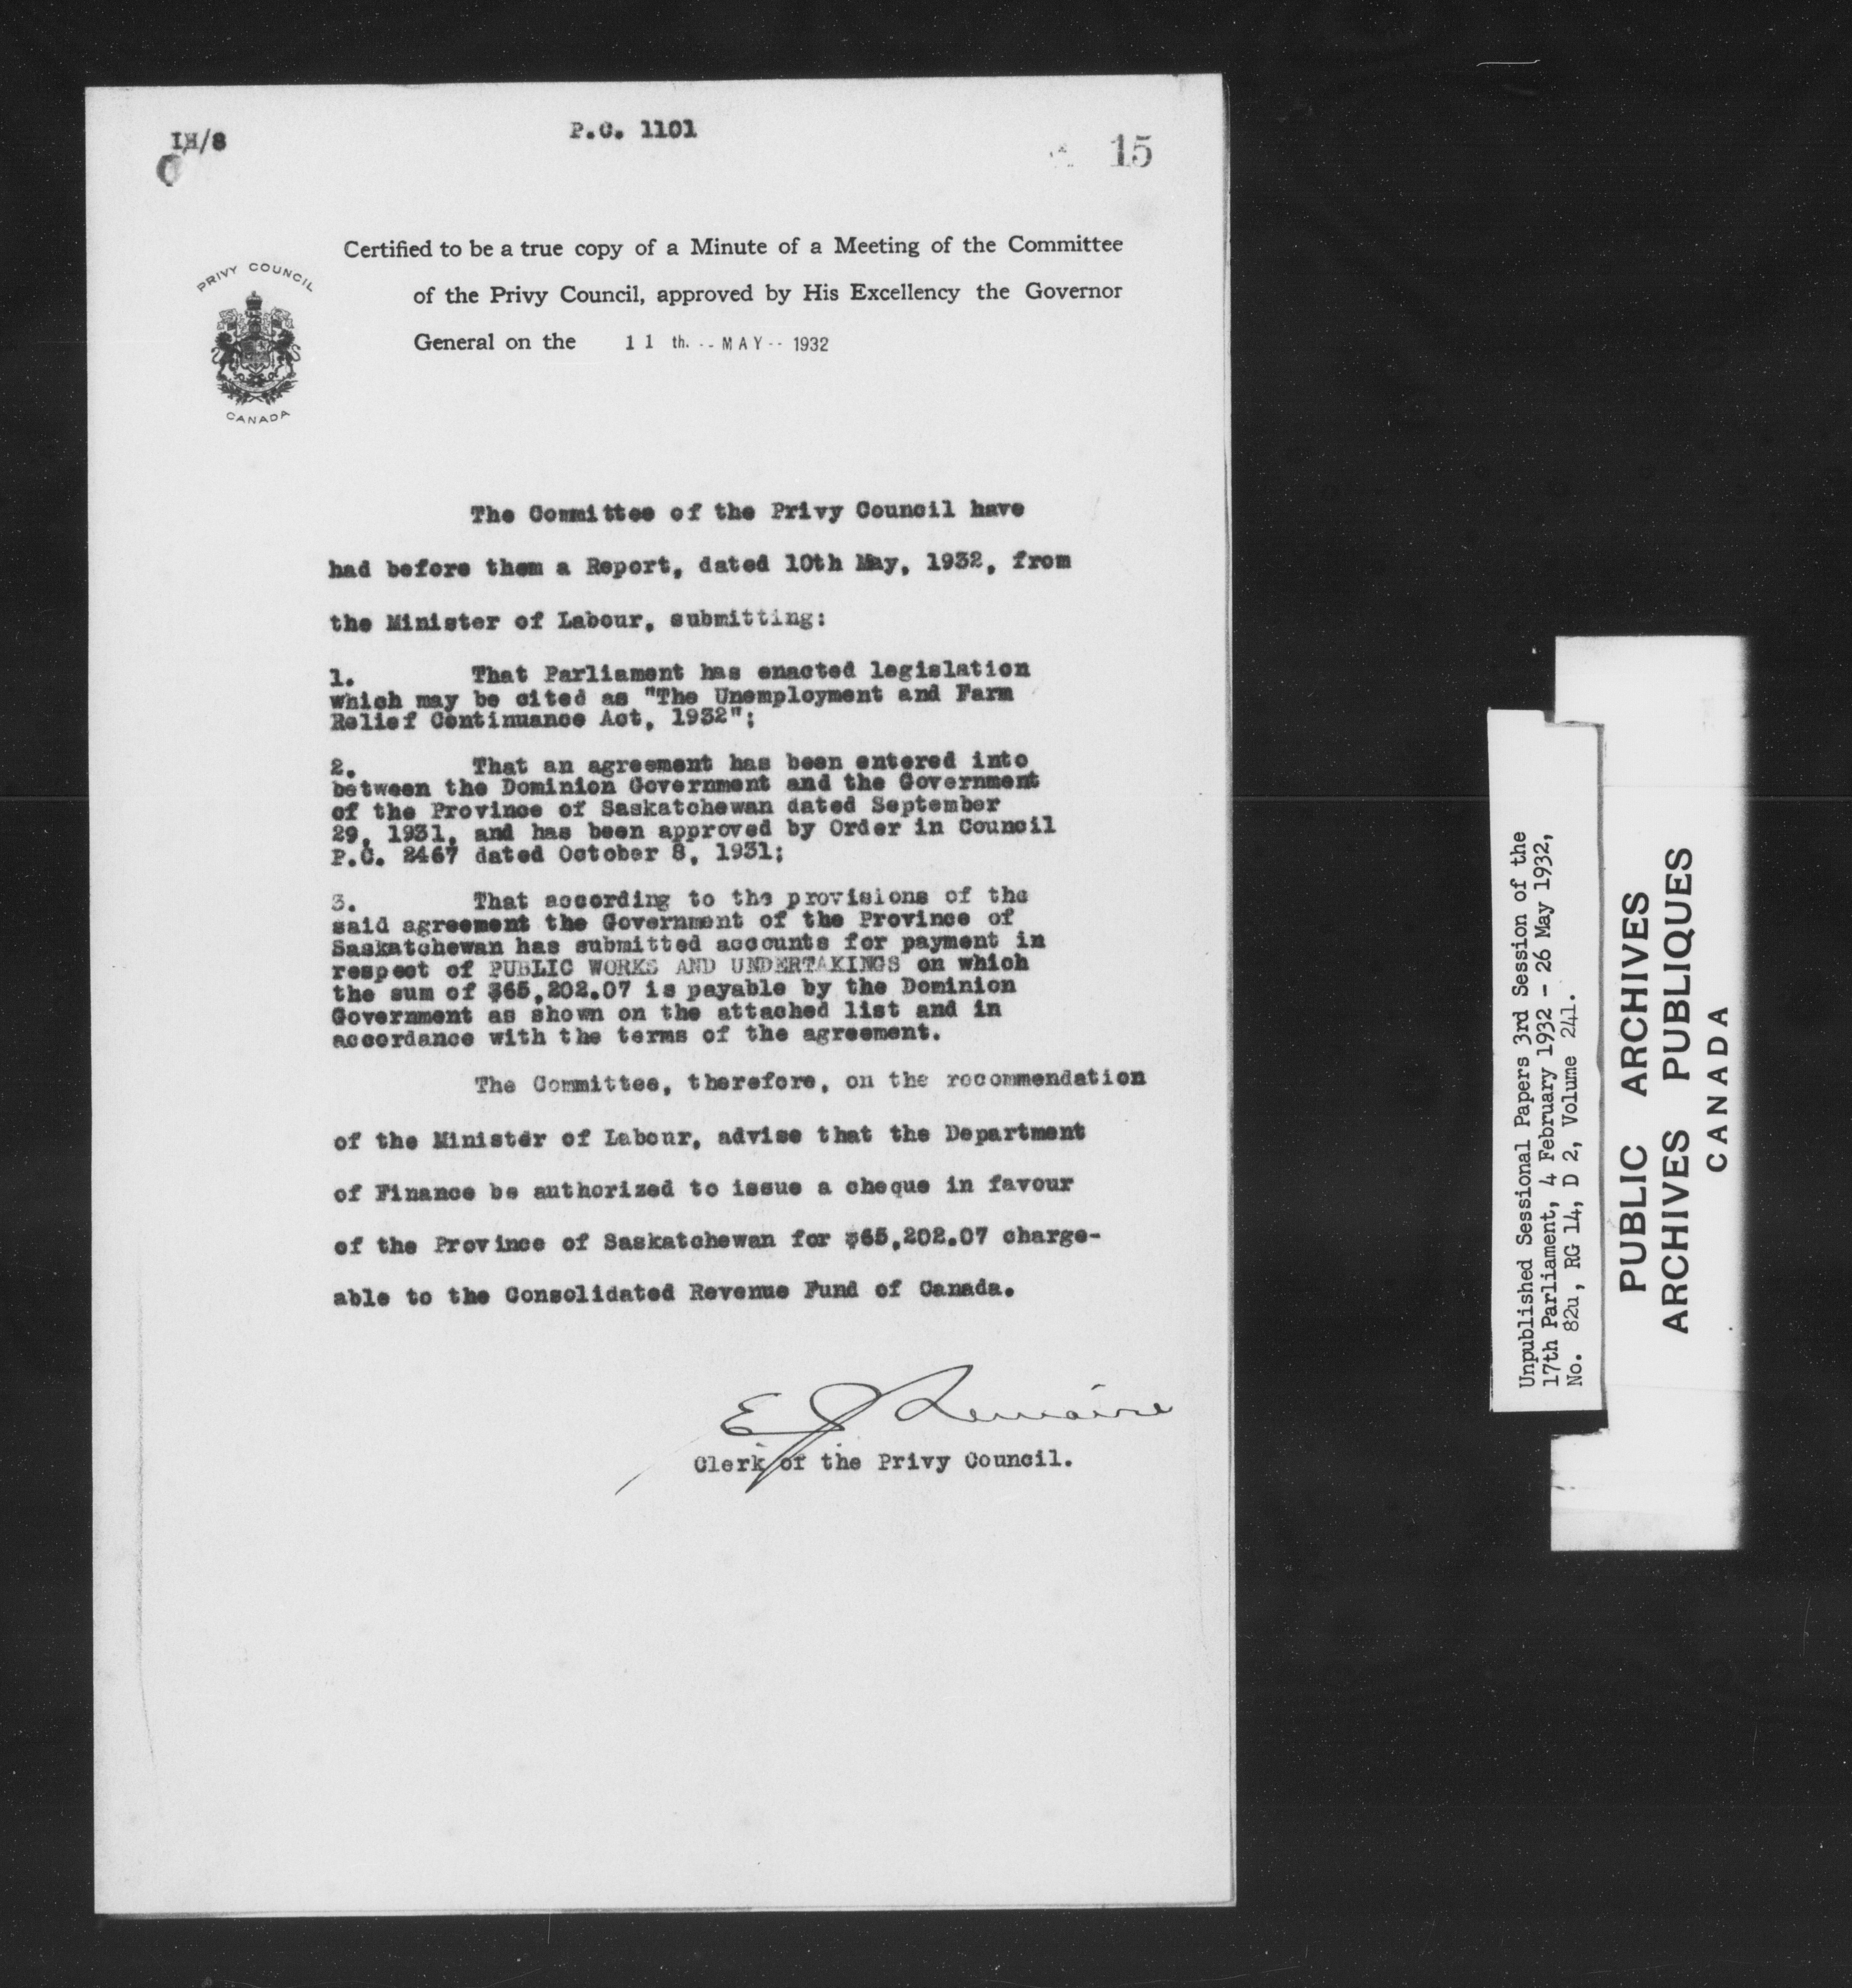 IH/8
P.C. 1101
15
PRIVY COUNCIL
CANADA
Certified to be a true copy of a Minute of a Meeting of the Committee
of the Privy Council, approved by His Excellency the Governor
General on the 11th. -- MAY -- 1932
The Committee of the Privy Council have
had before them a Report, dated 10th May, 1932, from
the Minister of Labour, submitting:
1. That Parliament has enacted legislation
which may be cited as "The Unemployment and Farm
Relief Continuance Act, 1932";
2. That an agreement has been entered into
between the Dominion Government and the Government
of the Province of Saskatchewan dated September
29, 1931, and has been approved by Order in Council
P.C. 2467 dated October 8, 1931;
3. That according to the provisions of the
said agreement the Government of the Province of
Saskatchewan has submitted accounts for payment in
respect of PUBLIC WORKS AND UNDERTAKINGS on which
the sum of $65,202.07 is payable by the Dominion
Government as shown on the attached list and in
accordance with the terms of the agreement.
The Committee, therefore, on the recommendation
of the Minister of Labour, advise that the Department
of Finance be authorized to issue a cheque in favour
of the Province of Saskatchewan for $65,202.07 charge-
able to the Consolidated Revenue Fund of Canada.
E J Lemaire
Clerk of the Privy Council.
Unpublished Sessional Papers 3rd Session of the
17th Parliament, 4 February 1932 - 26 May 1932,
No. 82u, RG 14, D 2, Volume 241.
PUBLIC ARCHIVES
ARCHIVES PUBLIQUES
CANADA